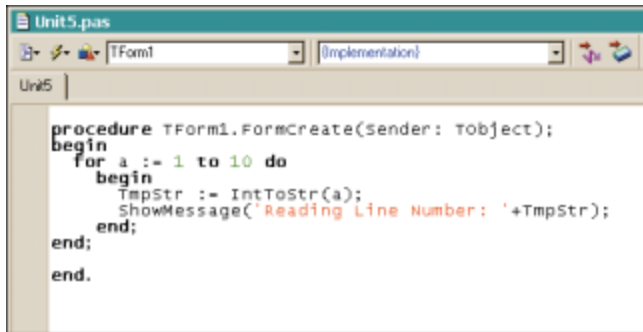 Unit5.pas
TForm1 (Implementation)
Unit5
procedure TForm1.FormCreate(Sender: TObject);
begin
for a := 1 to 10 do
begin
TmpStr := IntToStr(a);
ShowMessage('Reading Line Number: '+TmpStr);
end;
end;
end.